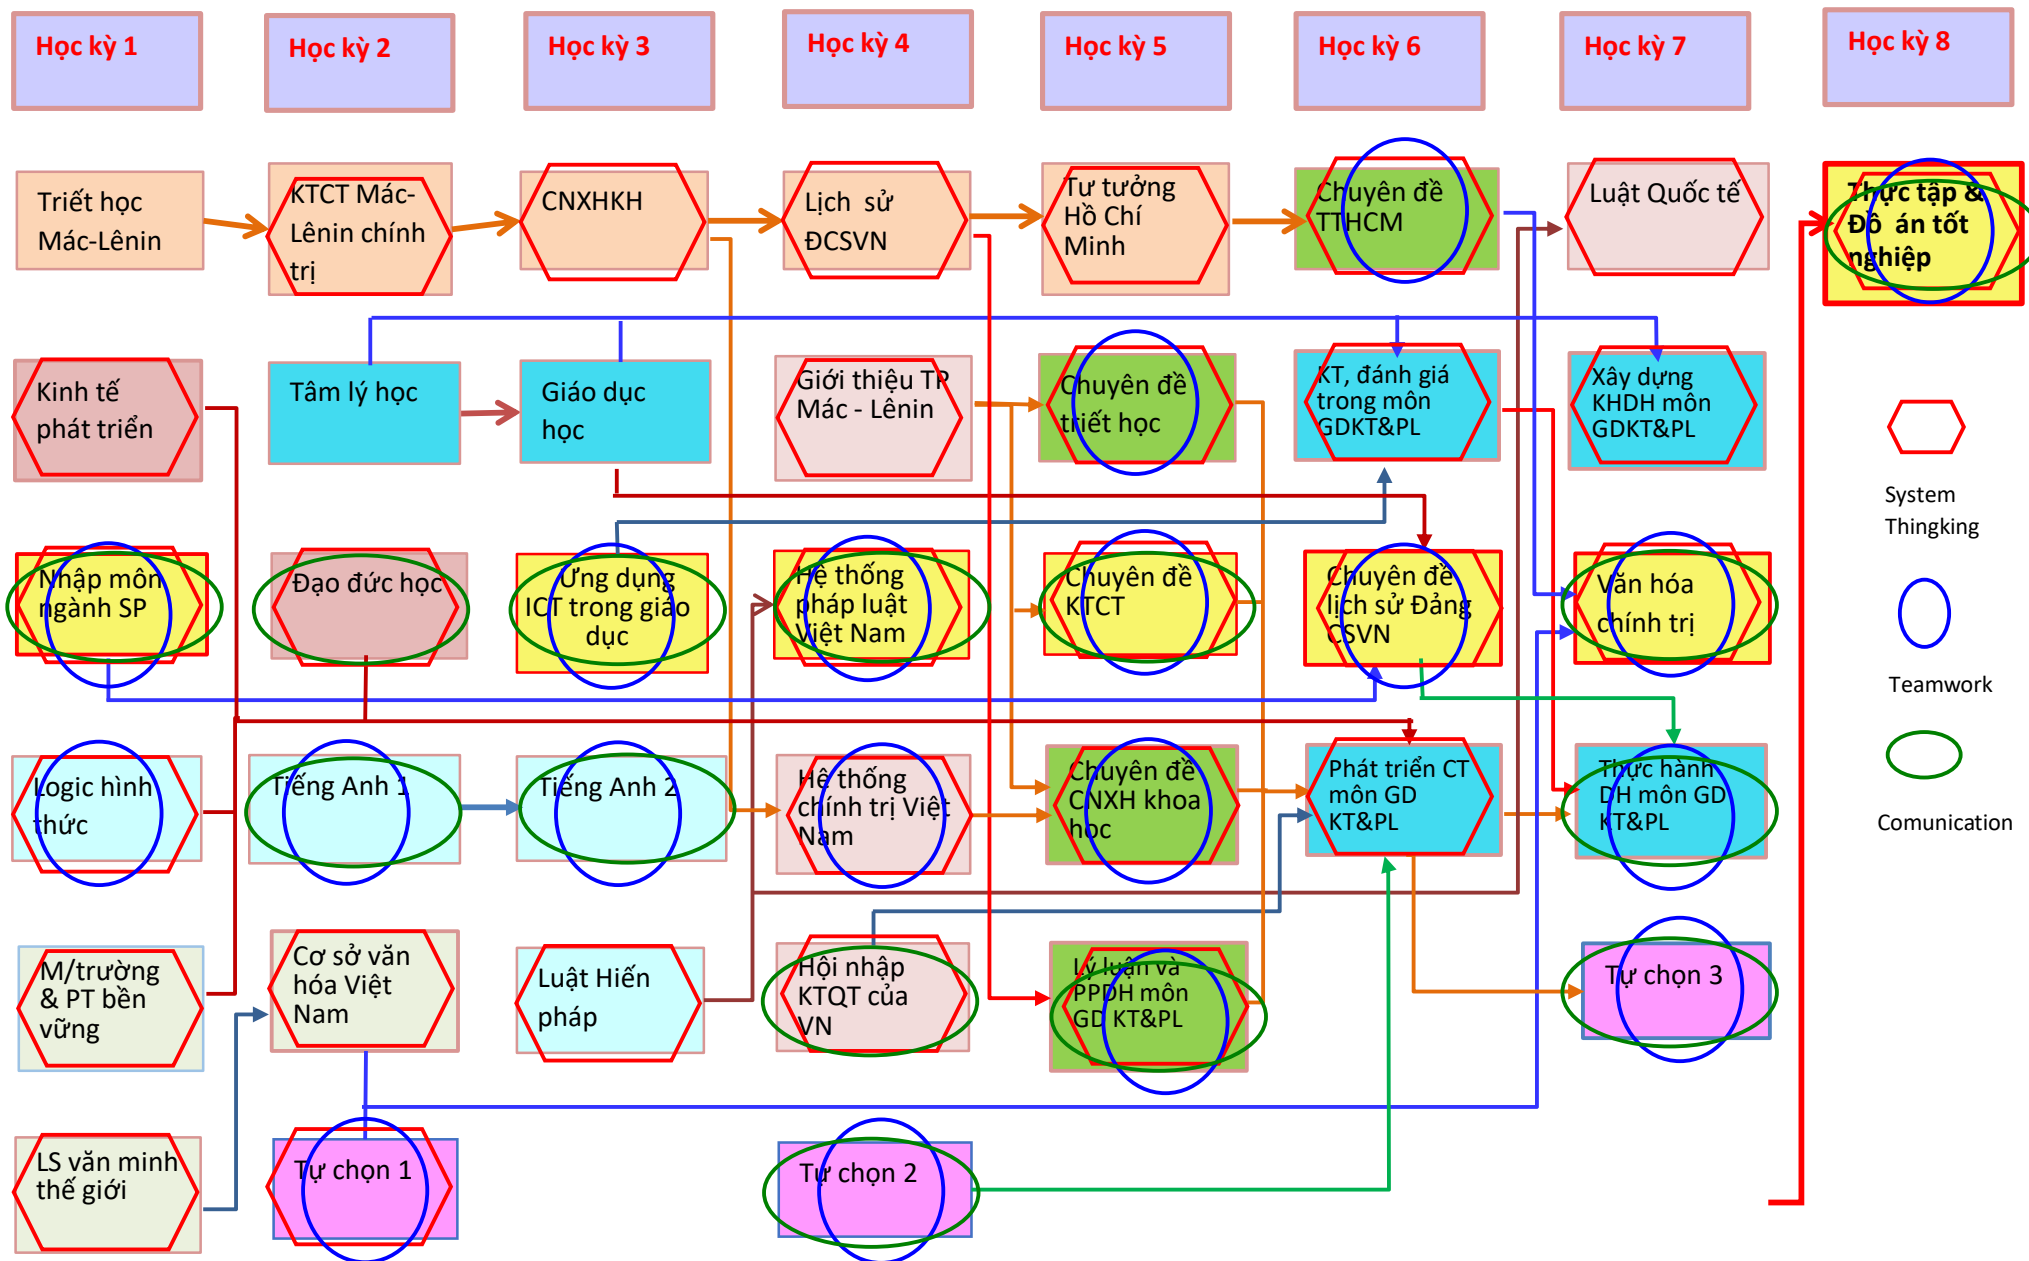 Học kỳ 1
Học kỳ 2
Học kỳ 3
Học kỳ 4
Học kỳ 5
Học kỳ 6
Học kỳ 7
Học kỳ 8
Triết học
Mác-Lênin
KTCT Mác-
Lênin chính
trị
CNXHKH
Lịch sử
ĐCSVN
Tư tưởng
Hồ Chí
Minh
Chuyên đề
TTHCM
Luật Quốc tế
Thực tập &
Đồ án tốt
nghiệp
Kinh tế
phát triển
Tâm lý học
Giáo dục
học
Giới thiệu TP
Mác - Lênin
Chuyên đề
triết học
KT, đánh giá
trong môn
GDKT&PL
Xây dựng
KHDH môn
GDKT&PL
System
Thingking
Nhập môn
ngành SP
Đạo đức học
Ưng dụng
ICT trong giáo
dục
Hệ thống
pháp luật
Việt Nam
Chuyên đề
KTCT
Chuyên đề
lịch sử Đảng
CSVN
Văn hóa
chính trị
Teamwork
Logic hình
thức
Tiếng Anh 1
Tiếng Anh 2
Hệ thống
chính trị Việt
Nam
Chuyên đề
CNXH khoa
học
Phát triển CT
môn GD
KT&PL
Thực hành
DH môn GD
KT&PL
Comunication
M/trường
& PT bền
vững
Cơ sở văn
hóa Việt
Nam
Luật Hiến
pháp
Hội nhập
KTQT của
VN
Lý luận và
PPDH môn
GD KT&PL
Tự chọn 3
LS văn minh
thế giới
Tự chọn 1
Tự chọn 2